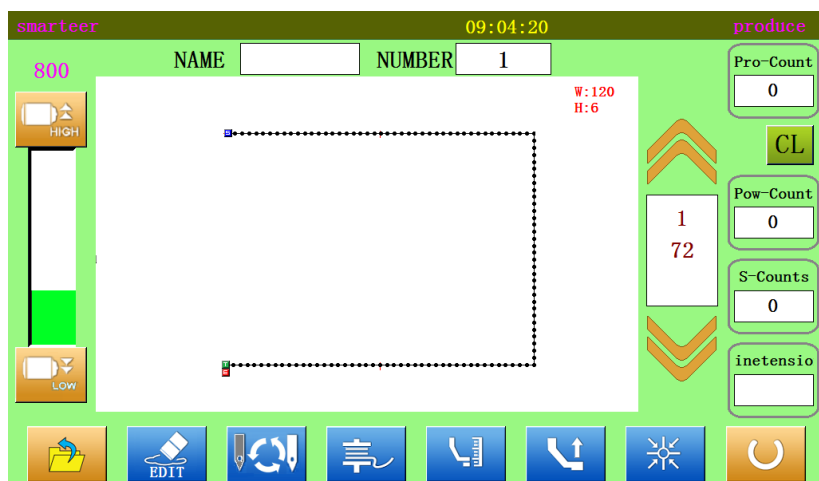 smarteer 09:04:20 produce
NAME NUMBER 1
800
W:120
H:6
HIGH
LOW
1
72
Pro-Count
0
CL
Pow-Count
0
S-Counts
0
inetensio
EDIT